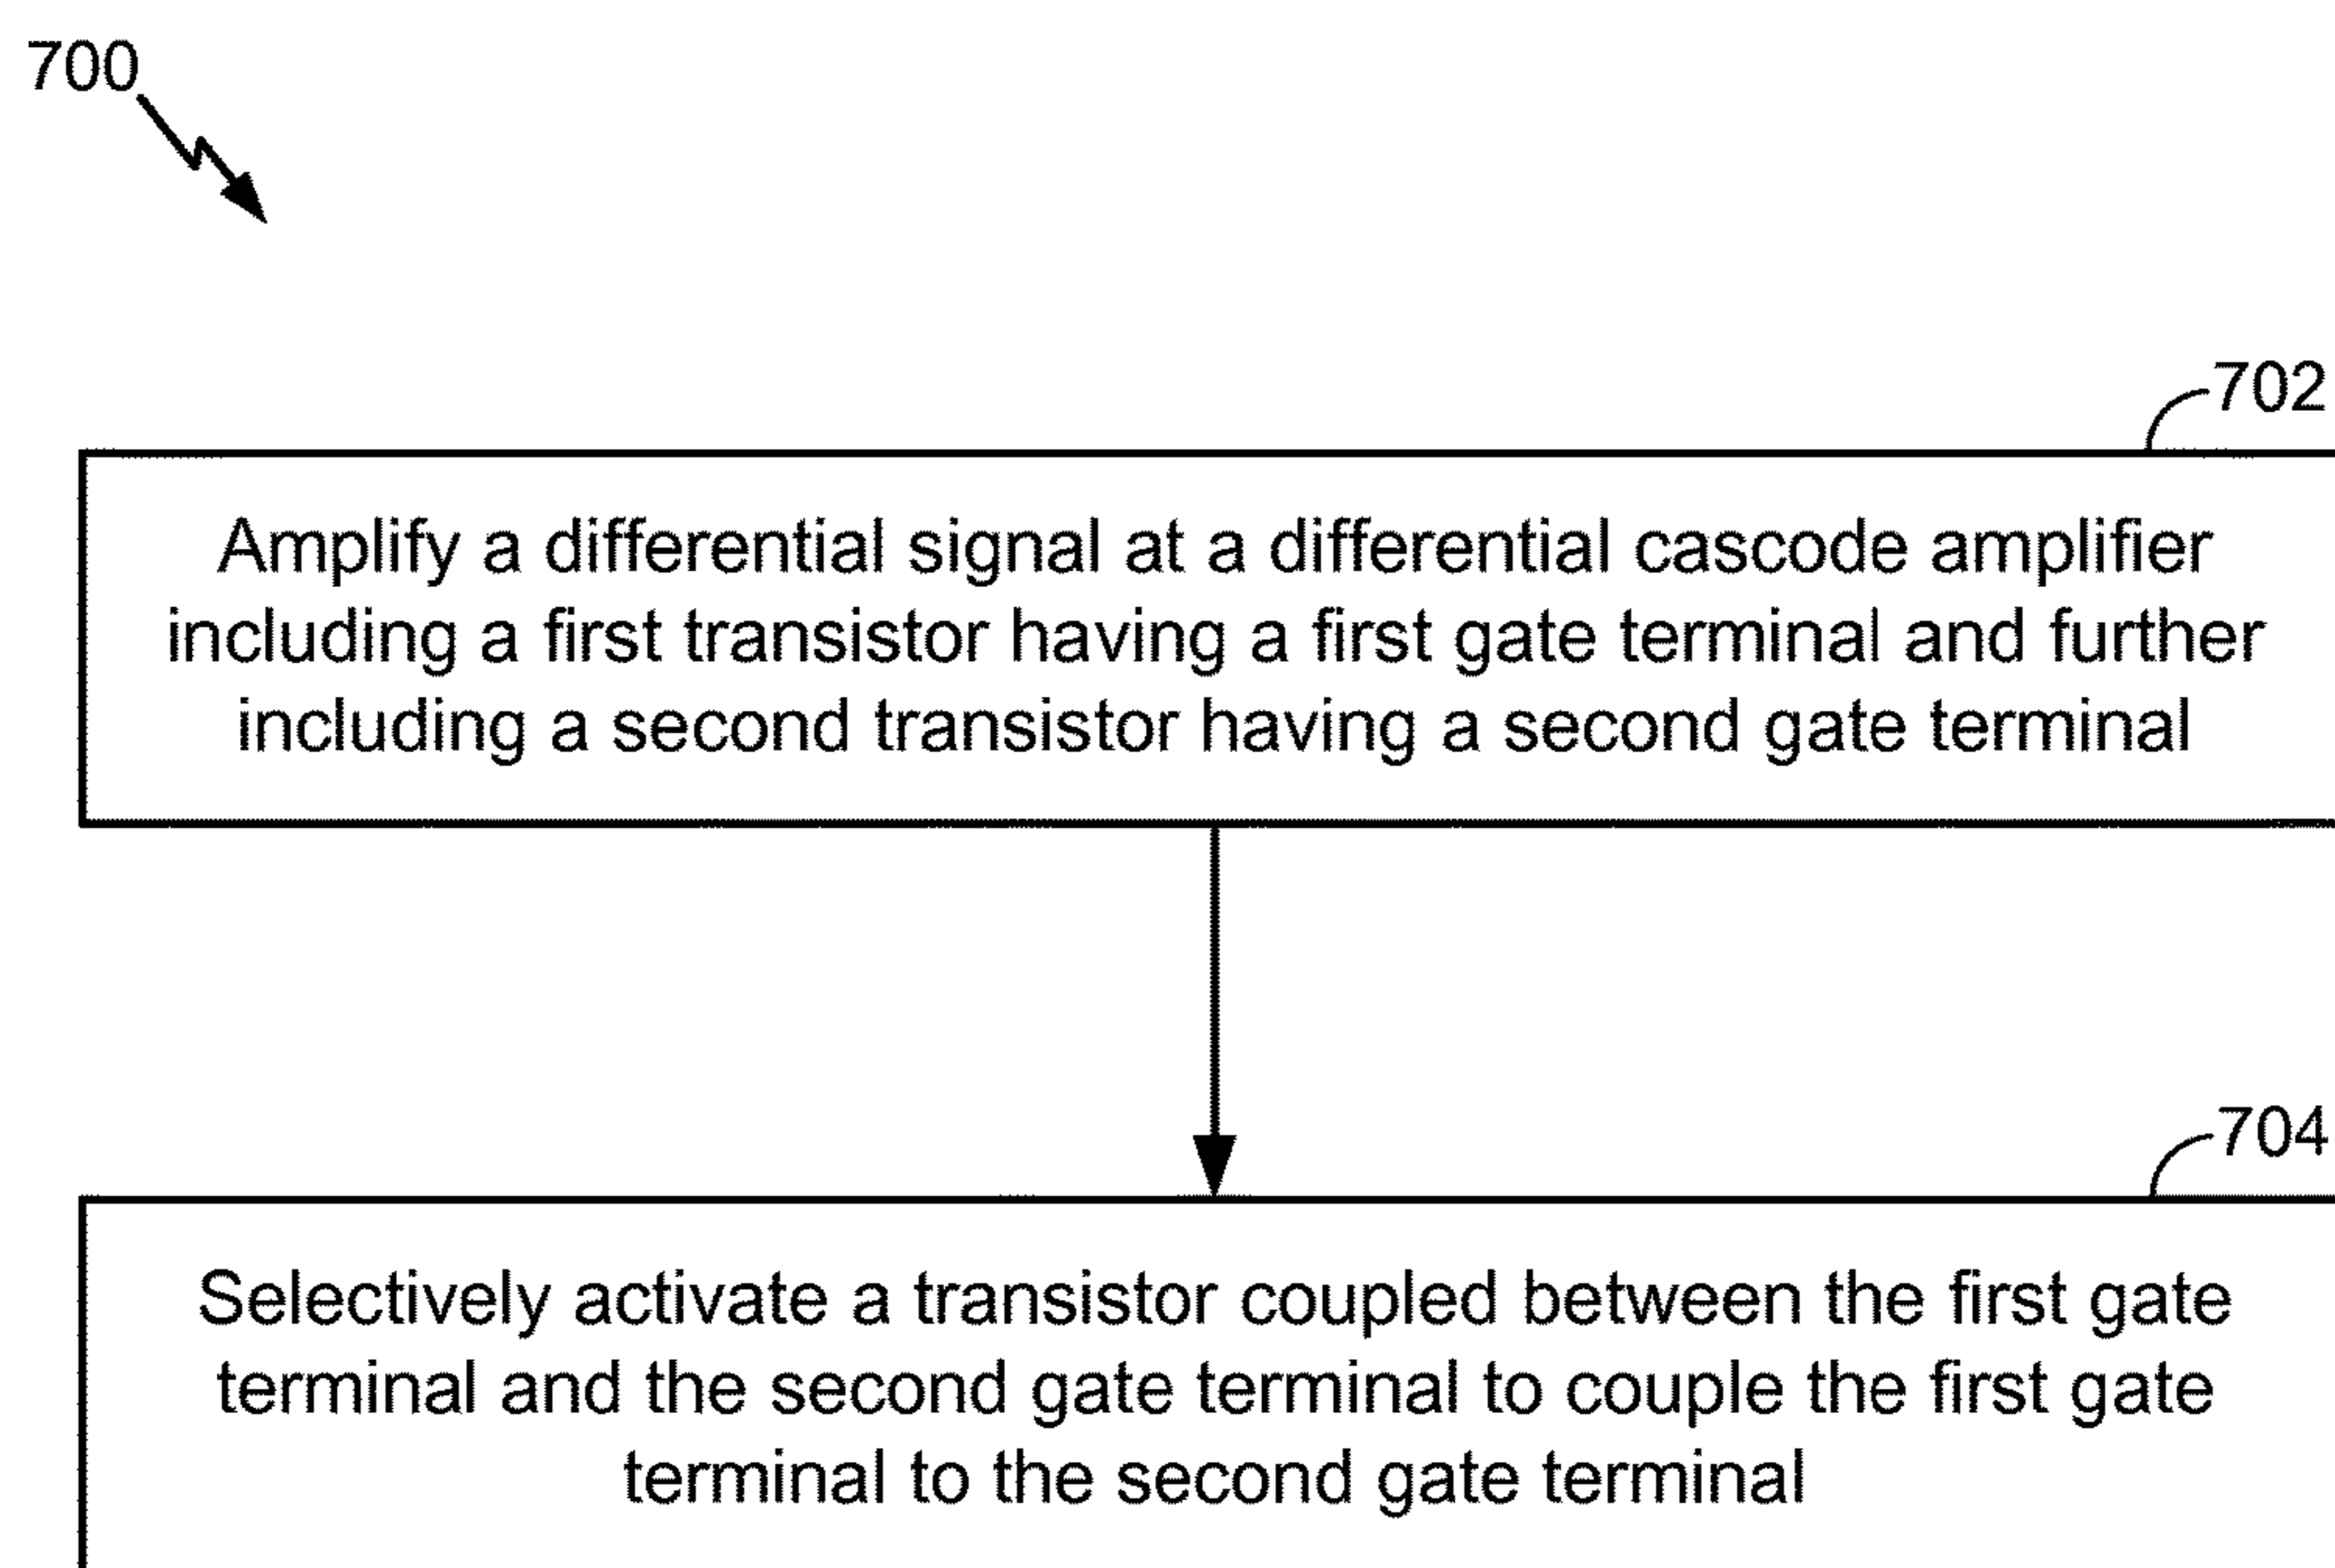 700
702
Amplify a differential signal at a differential cascode amplifier
including a first transistor having a first gate terminal and further
including a second transistor having a second gate terminal
704
Selectively activate a transistor coupled between the first gate
terminal and the second gate terminal to couple the first gate
terminal to the second gate terminal